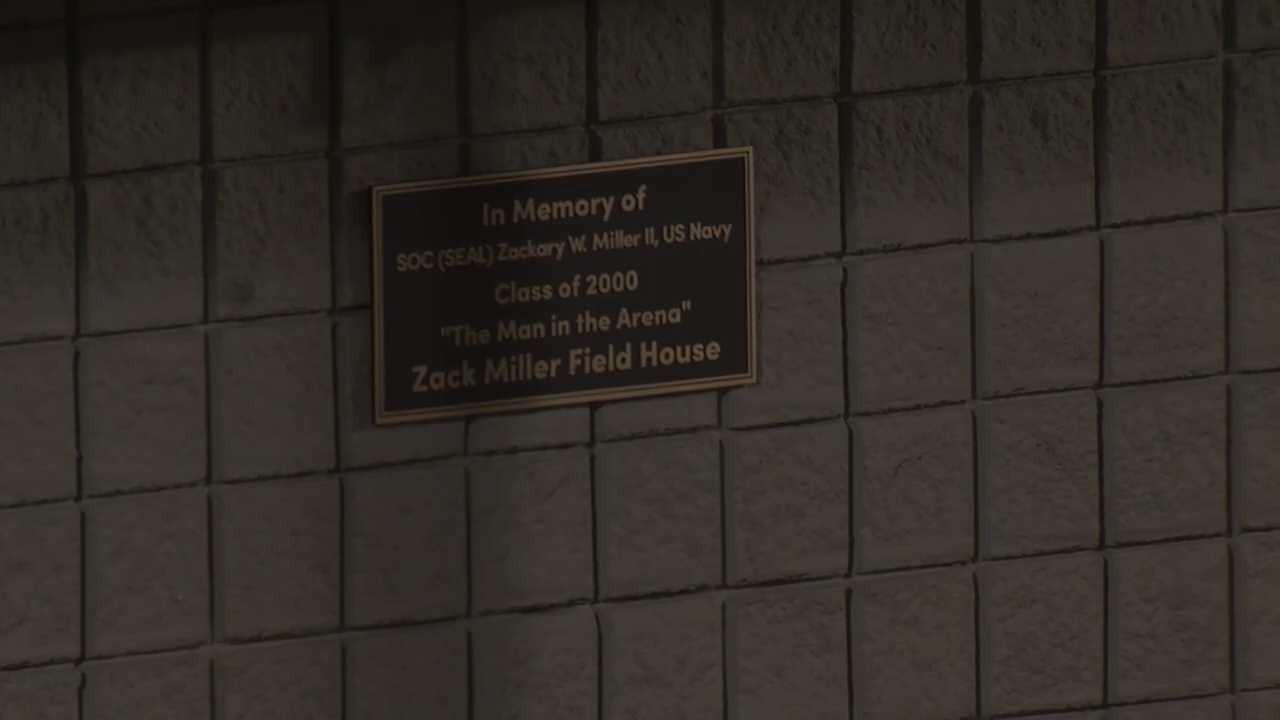 In Memory of
SOC (SEAL) Zackary W. Miller II, US Navy
Class of 2000
"The Man in the Arena"
Zack Miller Field House